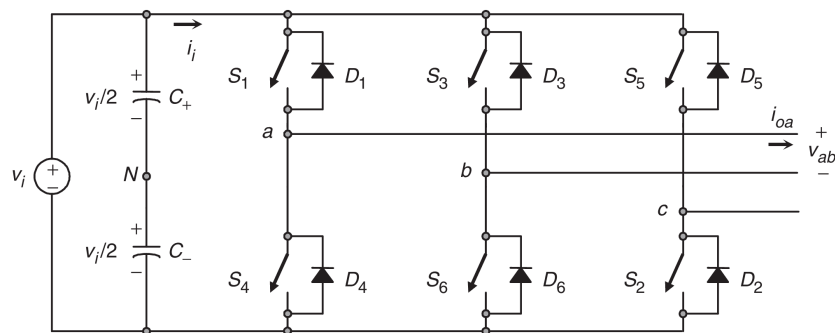 + i_i S_1 D_1 S_3 D_3 S_5 D_5
v_i/2 C_+
−
a i_oa +
v_i + − N b v_ab
−
c
+
v_i/2 C_−
− S_4 D_4 S_6 D_6 S_2 D_2